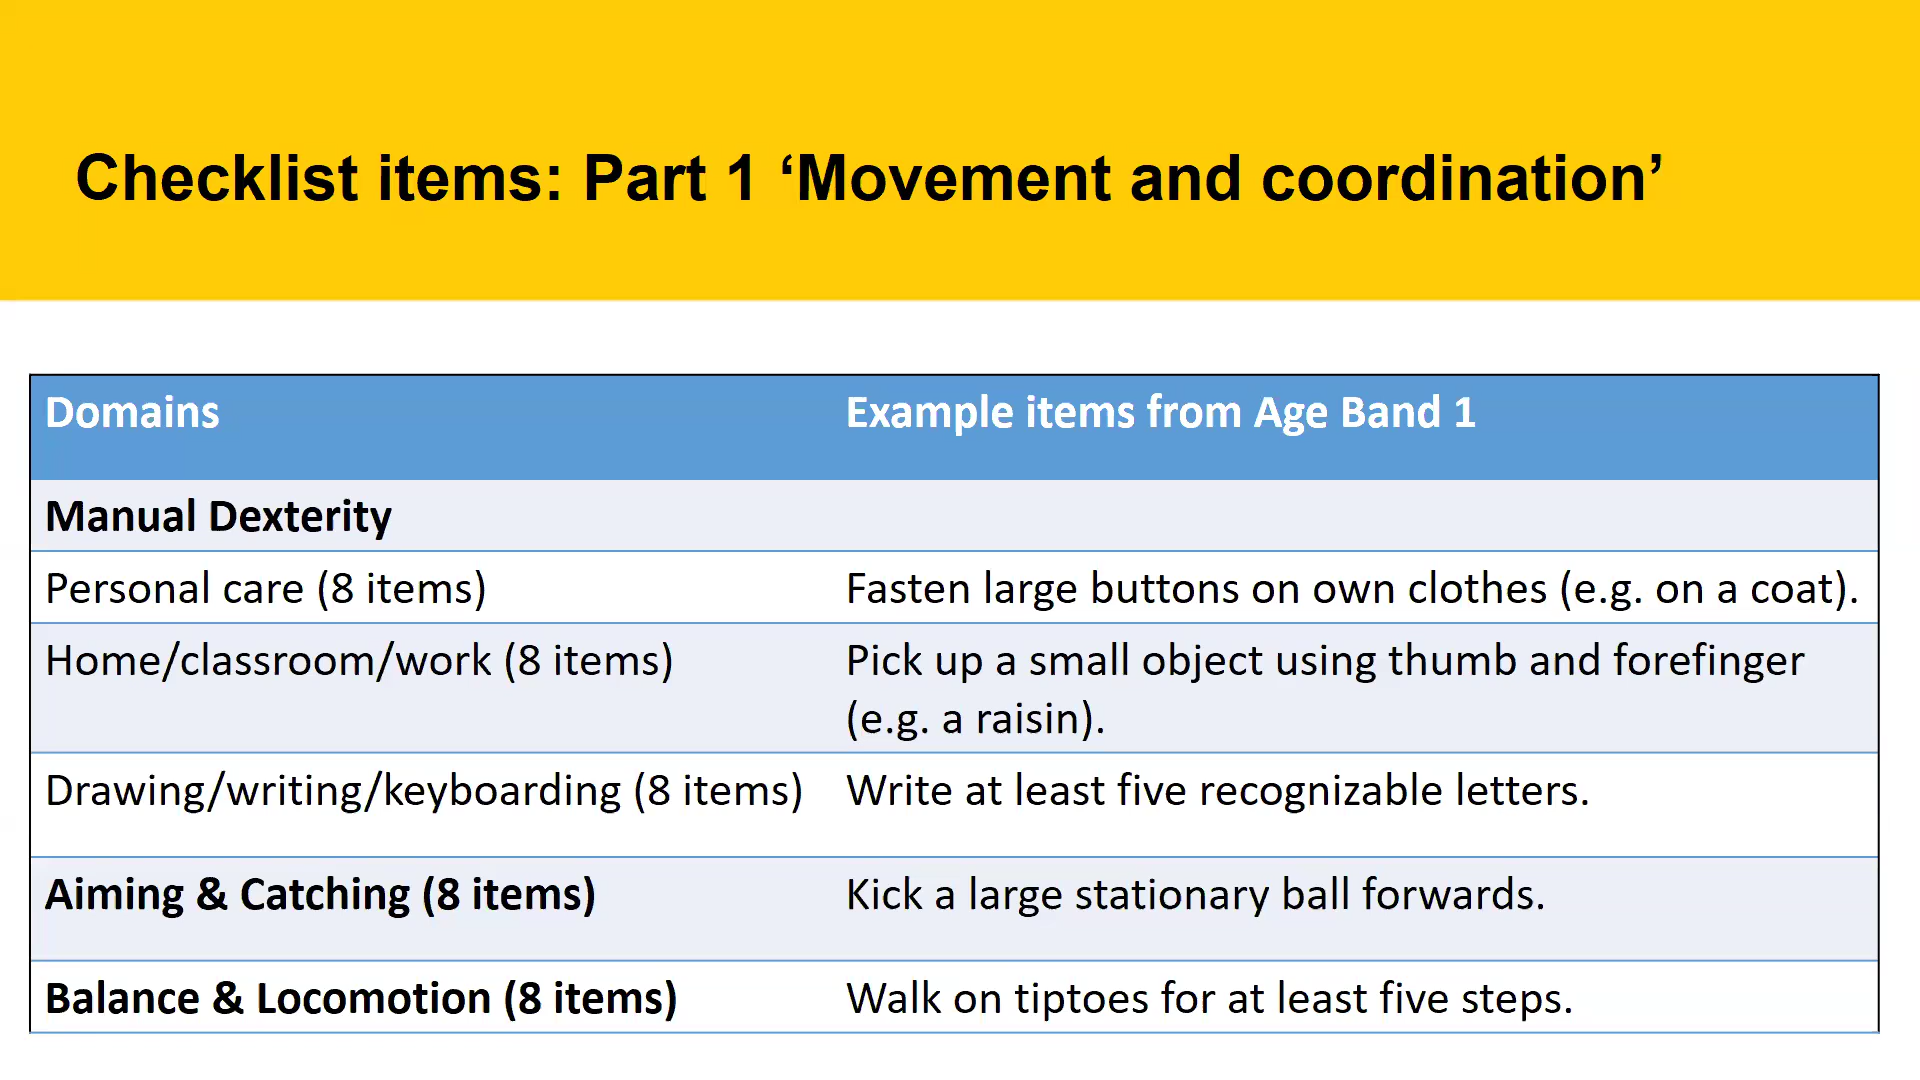 Checklist items: Part 1 ‘Movement and coordination’
Domains
Example items from Age Band 1
Manual Dexterity
Personal care (8 items)
Fasten large buttons on own clothes (e.g. on a coat).
Home/classroom/work (8 items)
Pick up a small object using thumb and forefinger
(e.g. a raisin).
Drawing/writing/keyboarding (8 items)
Write at least five recognizable letters.
Aiming & Catching (8 items)
Kick a large stationary ball forwards.
Balance & Locomotion (8 items)
Walk on tiptoes for at least five steps.